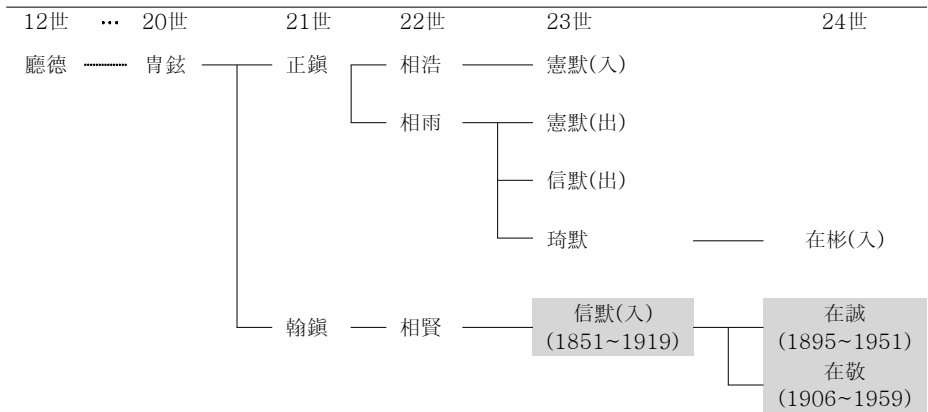 12世 … 20世 21世 22世 23世 24世
廳德 冑鉉 正鎭 相浩 憲默(入)
相雨 憲默(出)
信默(出)
琦默 在彬(入)
翰鎭 相賢 信默(入) 在誠
(1851~1919) (1895~1951)
在敬
(1906~1959)